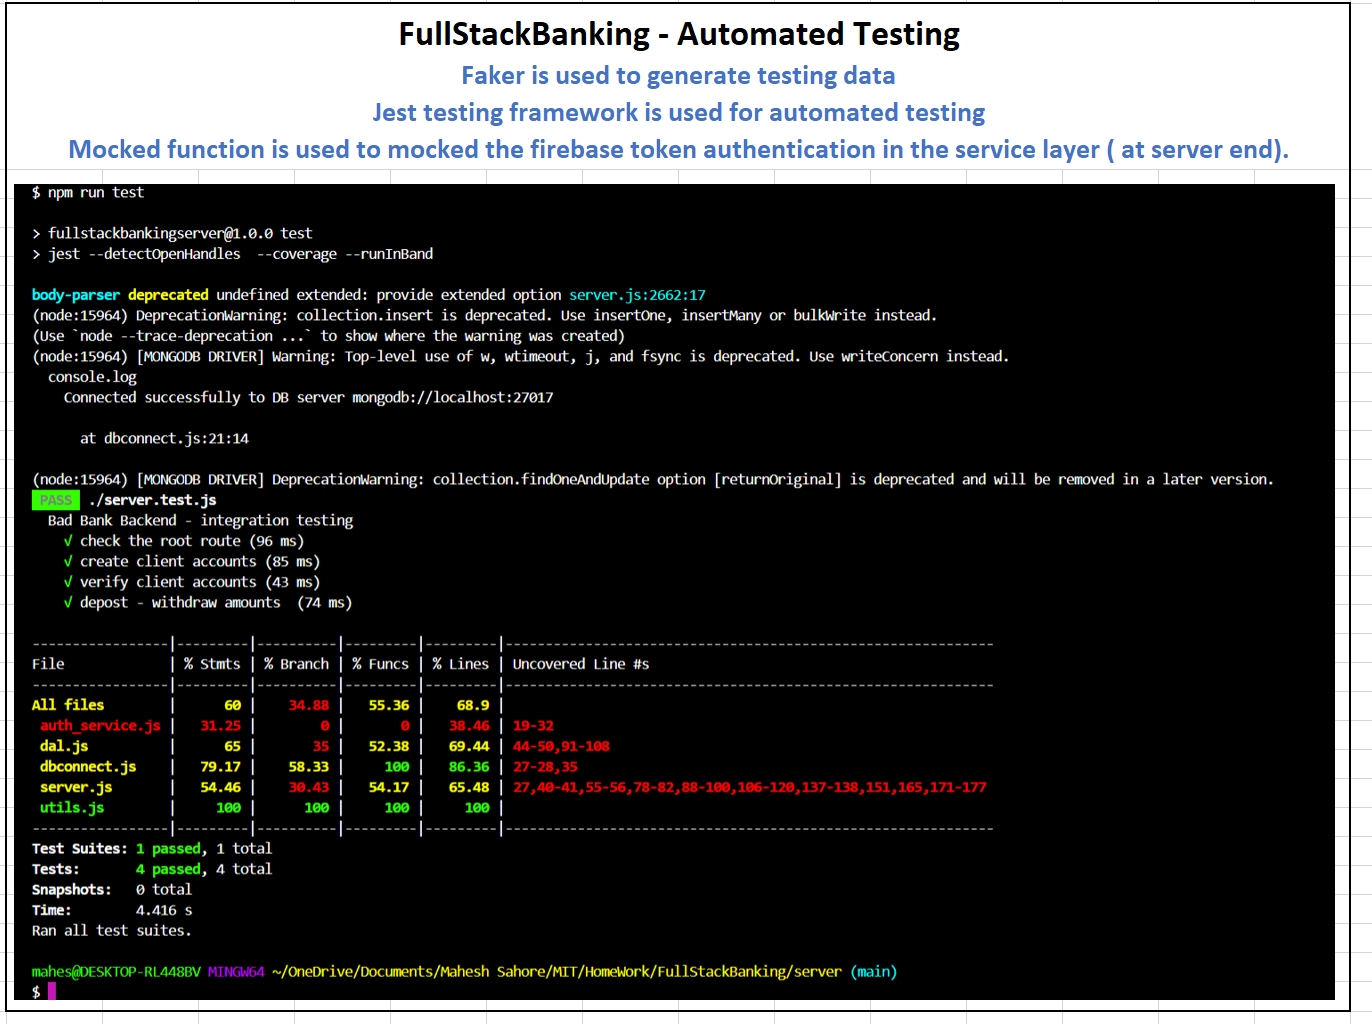 FullStackBanking - Automated Testing
Faker is used to generate testing data
Jest testing framework is used for automated testing
Mocked function is used to mocked the firebase token authentication in the service layer ( at server end).
$ npm run test
> fullstackbankingserver@1.0.0 test
> jest --detectOpenHandles  --coverage --runInBand
body-parser deprecated undefined extended: provide extended option server.js:2662:17
(node:15964) DeprecationWarning: collection.insert is deprecated. Use insertOne, insertMany or bulkWrite instead.
(Use `node --trace-deprecation ...` to show where the warning was created)
(node:15964) [MONGODB DRIVER] Warning: Top-level use of w, wtimeout, j, and fsync is deprecated. Use writeConcern instead.
console.log
Connected successfully to DB server mongodb://localhost:27017
at dbconnect.js:21:14
(node:15964) [MONGODB DRIVER] DeprecationWarning: collection.findOneAndUpdate option [returnOriginal] is deprecated and will be removed in a later version.
PASS ./server.test.js
Bad Bank Backend - integration testing
√ check the root route (96 ms)
√ create client accounts (85 ms)
√ verify client accounts (43 ms)
√ depost - withdraw amounts  (74 ms)
-----------------|---------|----------|---------|---------|-------------------------------------------------------------
File             | % Stmts | % Branch | % Funcs | % Lines | Uncovered Line #s
-----------------|---------|----------|---------|---------|-------------------------------------------------------------
All files        |      60 |    34.88 |   55.36 |    68.9 |
auth_service.js |   31.25 |        0 |       0 |   38.46 | 19-32
dal.js          |      65 |       35 |   52.38 |   69.44 | 44-50,91-108
dbconnect.js    |   79.17 |    58.33 |     100 |   86.36 | 27-28,35
server.js       |   54.46 |    30.43 |   54.17 |   65.48 | 27,40-41,55-56,78-82,88-100,106-120,137-138,151,165,171-177
utils.js        |     100 |      100 |     100 |     100 |
-----------------|---------|----------|---------|---------|-------------------------------------------------------------
Test Suites: 1 passed, 1 total
Tests:       4 passed, 4 total
Snapshots:   0 total
Time:        4.416 s
Ran all test suites.
mahes@DESKTOP-RL448BV MINGW64 ~/OneDrive/Documents/Mahesh Sahore/MIT/HomeWork/FullStackBanking/server (main)
$